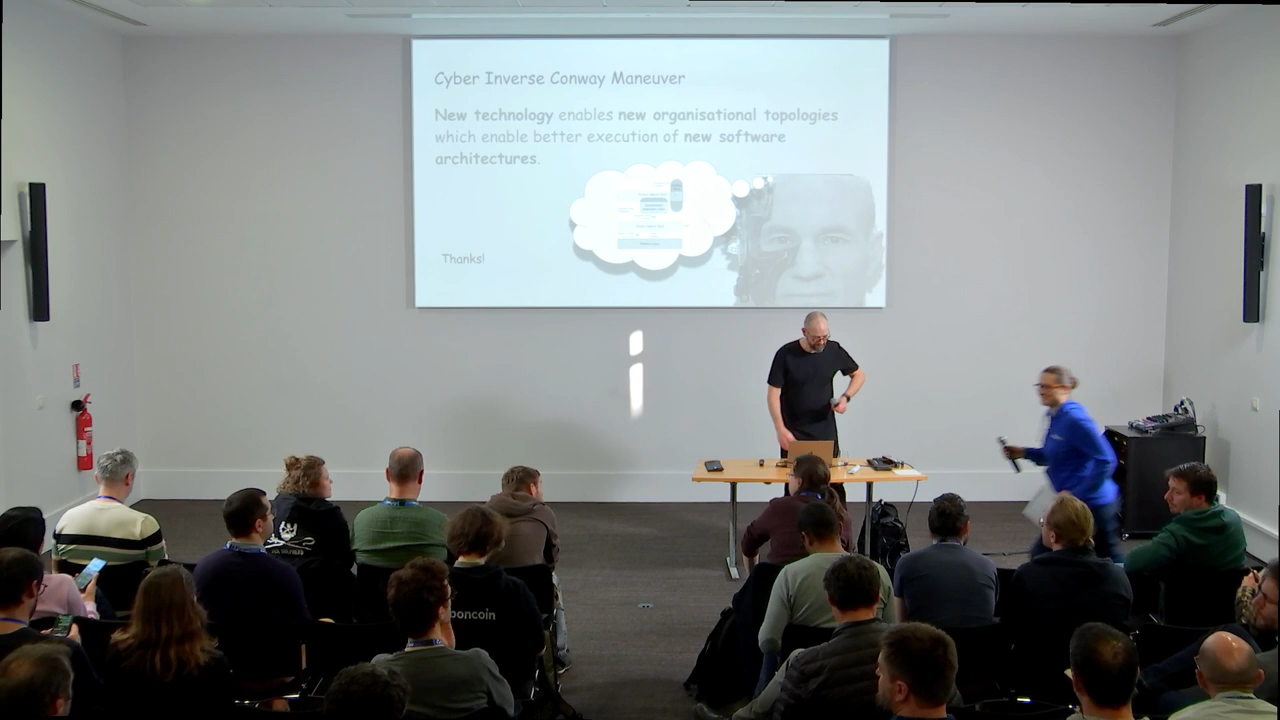 Cyber Inverse Conway Maneuver
New technology enables new organisational topologies
which enable better execution of new software
architectures.
Thanks!
ooncoin